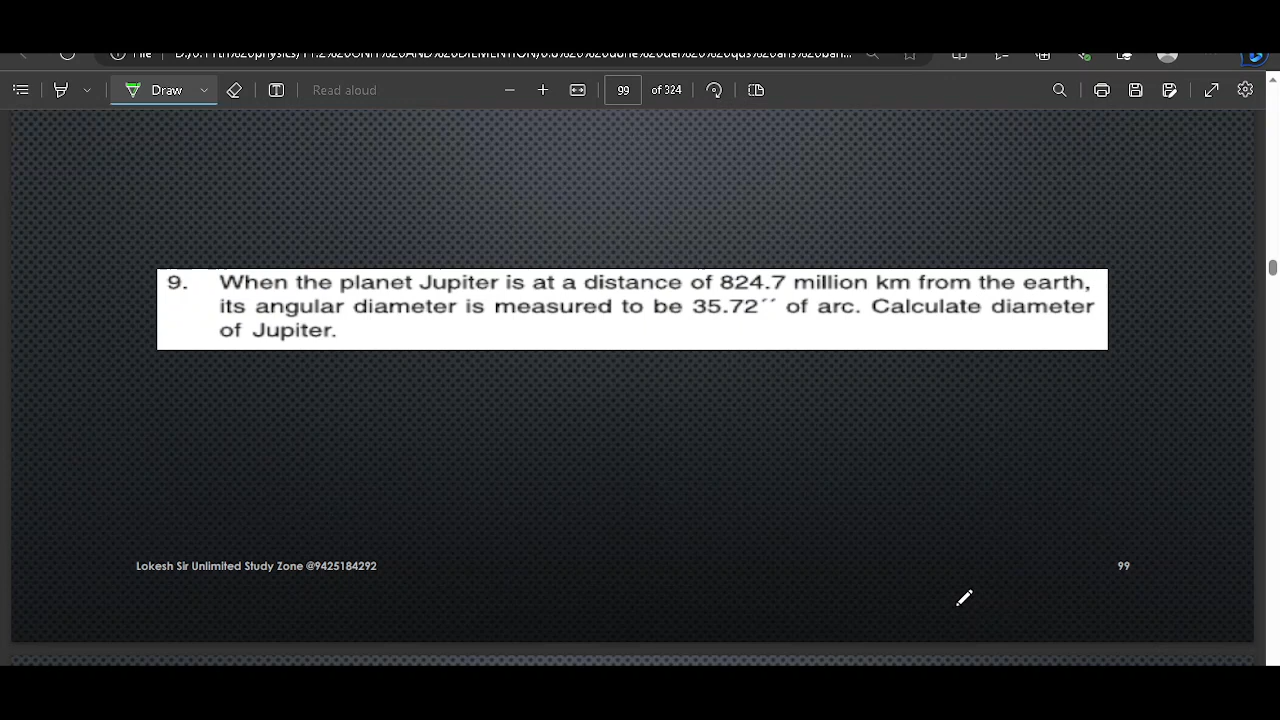 File
Draw
Read aloud
99
of 324
9. When the planet Jupiter is at a distance of 824.7 million km from the earth,
its angular diameter is measured to be 35.72´´ of arc. Calculate diameter
of Jupiter.
Lokesh Sir Unlimited Study Zone @9425184292
99